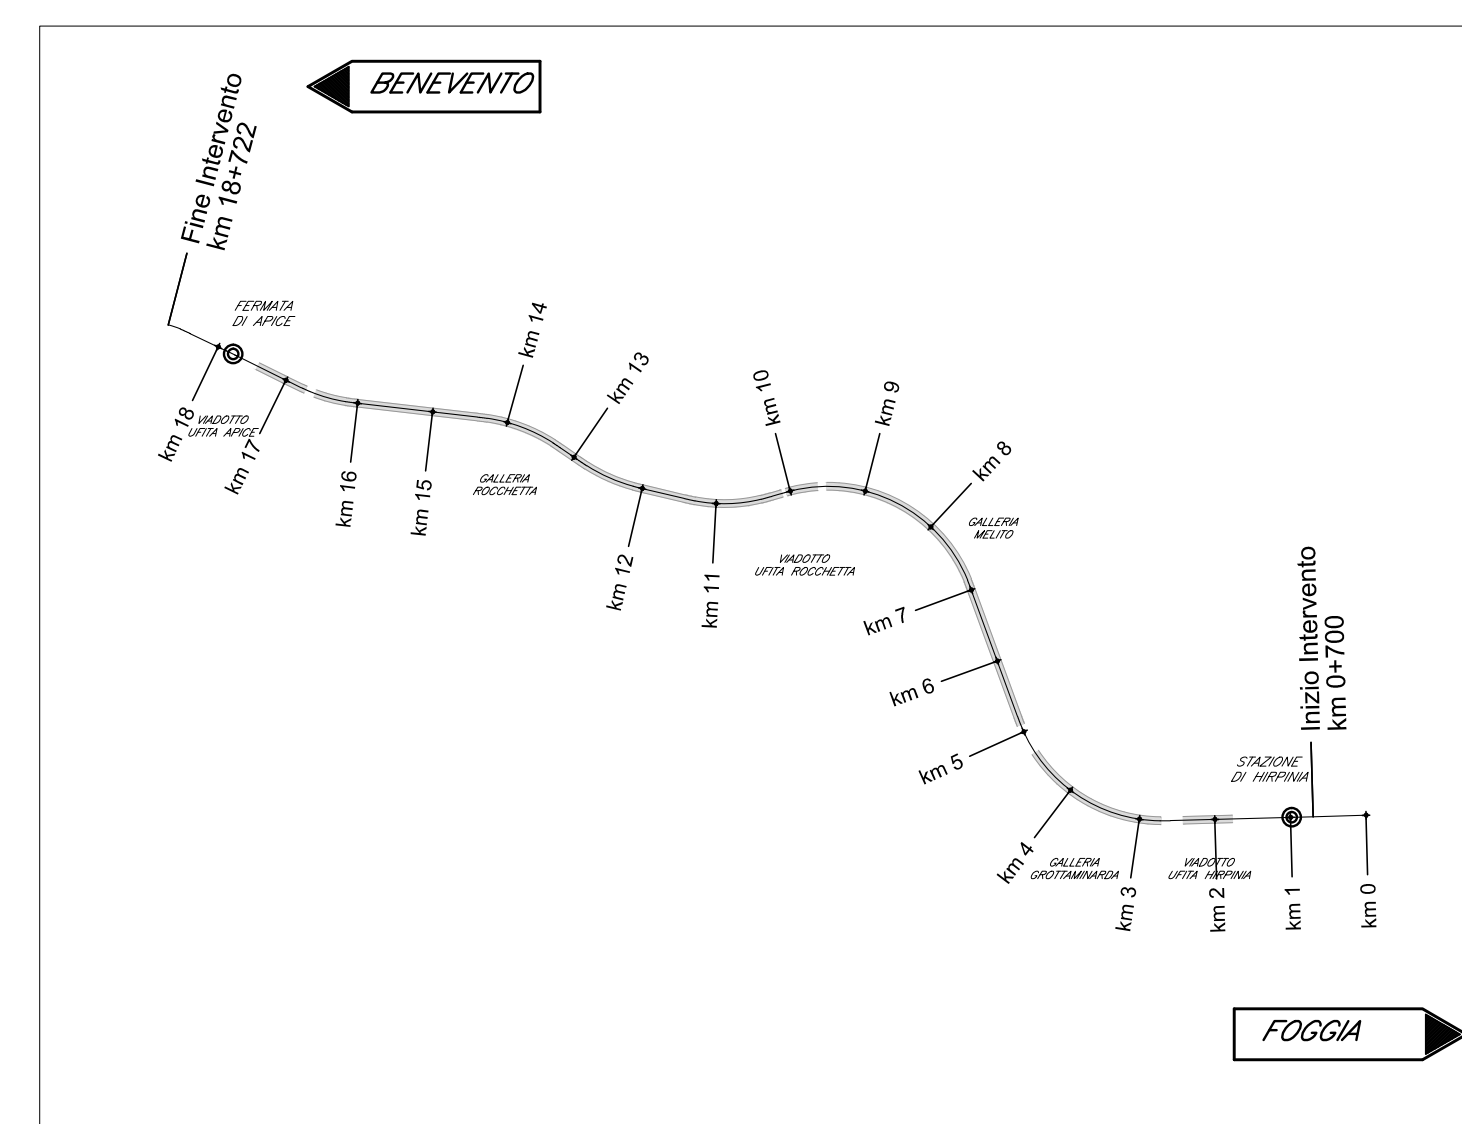 BENEVENTO
Fine Intervento
km 18+722
FERMATA
DI APICE
km 18
VIADOTTO
UFITA APICE
km 17
km 16
km 15
GALLERIA
ROCCHETTA
km 14
km 13
km 12
km 11
VIADOTTO
UFITA ROCCHETTA
km 10
km 9
km 8
GALLERIA
MELITO
km 7
km 6
km 5
km 4
GALLERIA
GROTTAMINARDA
km 3
VIADOTTO
UFITA HIRPINIA
km 2
STAZIONE
DI HIRPINIA
km 1
Inizio Intervento
km 0+700
km 0
FOGGIA